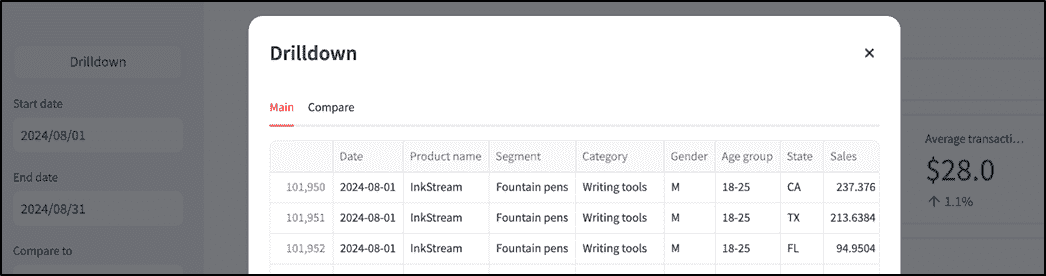 Drilldown
Start date
2024/08/01
End date
2024/08/31
Compare to
Drilldown ×
Main Compare
Date Product name Segment Category Gender Age group State Sales
101,950 2024-08-01 InkStream Fountain pens Writing tools M 18-25 CA 237.376
101,951 2024-08-01 InkStream Fountain pens Writing tools M 18-25 TX 213.6384
101,952 2024-08-01 InkStream Fountain pens Writing tools M 18-25 FL 94.9504
Average transacti...
$28.0
↑ 1.1%